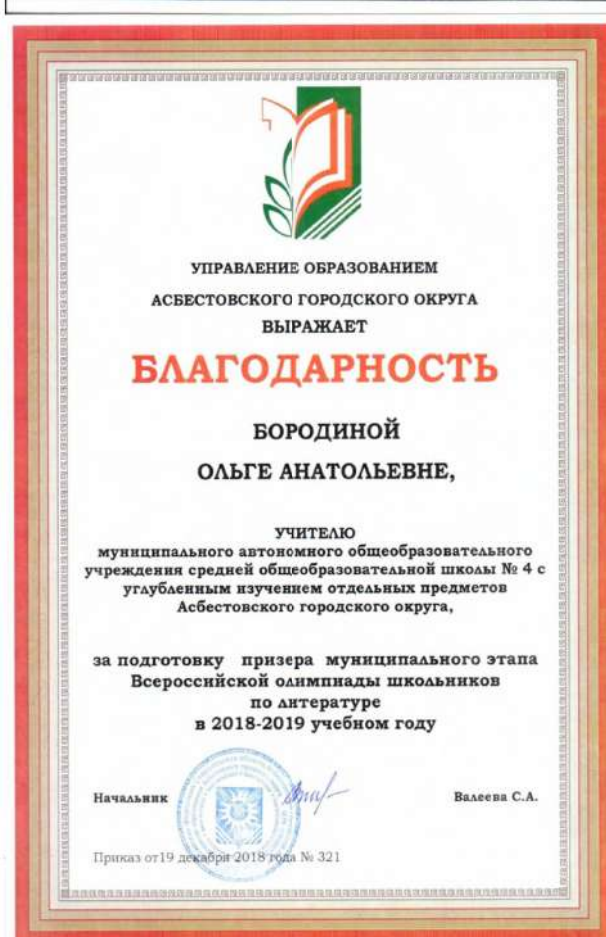 УПРАВЛЕНИЕ ОБРАЗОВАНИЕМ
АСБЕСТОВСКОГО ГОРОДСКОГО ОКРУГА
ВЫРАЖАЕТ
БЛАГОДАРНОСТЬ
БОРОДИНОЙ
ОЛЬГЕ АНАТОЛЬЕВНЕ,
УЧИТЕЛЮ
муниципального автономного общеобразовательного
учреждения средней общеобразовательной школы № 4 с
углубленным изучением отдельных предметов
Асбестовского городского округа,
за подготовку призера муниципального этапа
Всероссийской олимпиады школьников
по литературе
в 2018-2019 учебном году
Начальник
Валеева С.А.
Приказ от19 декабря 2018 года № 321